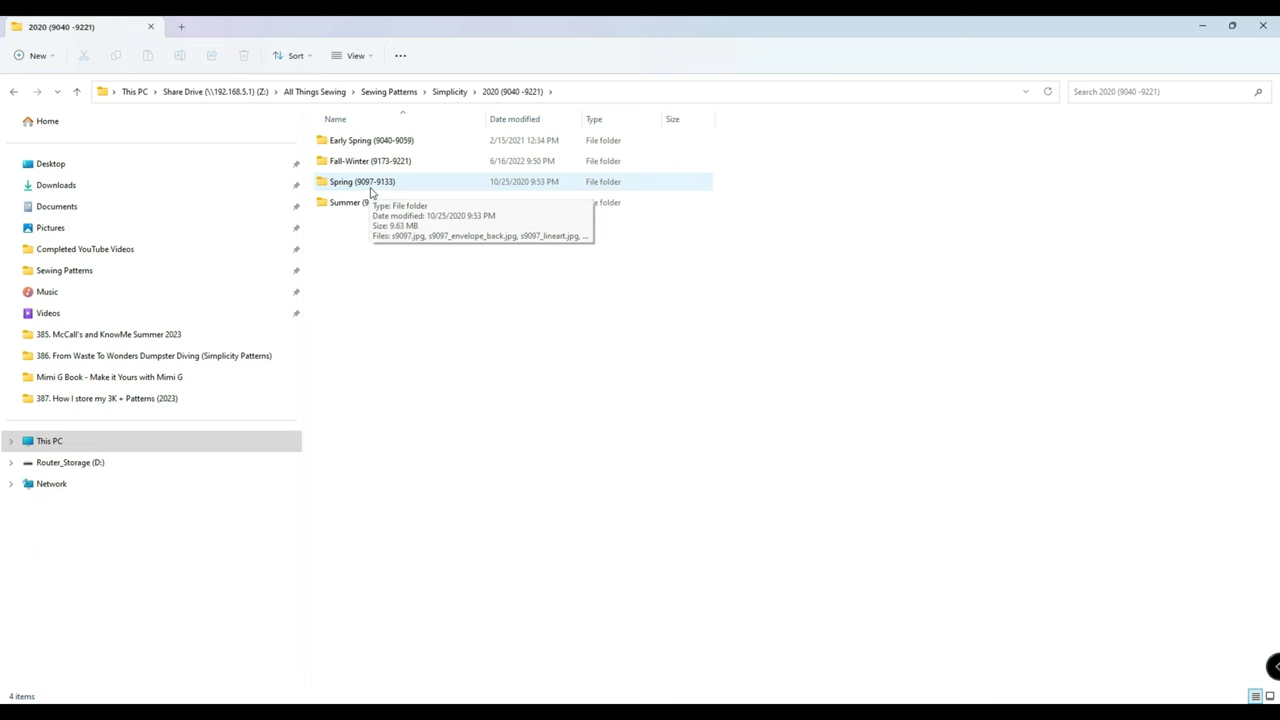 2020 (9040 -9221)
New Sort View
This PC > Share Drive (\\192.168.5.1) (Z:) > All Things Sewing > Sewing Patterns > Simplicity > 2020 (9040 -9221) >
Search 2020 (9040 -9221)
Home
Desktop
Downloads
Documents
Pictures
Completed YouTube Videos
Sewing Patterns
Music
Videos
385. McCall's and KnowMe Summer 2023
386. From Waste To Wonders Dumpster Diving (Simplicity Patterns)
Mimi G Book - Make it Yours with Mimi G
387. How I store my 3K + Patterns (2023)
This PC
Router_Storage (D:)
Network
Name Date modified Type Size
Early Spring (9040-9059) 2/15/2021 12:34 PM File folder
Fall-Winter (9173-9221) 6/16/2022 9:50 PM File folder
Spring (9097-9133) 10/25/2020 9:53 PM File folder
Summer (9 e folder
Type: File folder
Date modified: 10/25/2020 9:53 PM
Size: 9.63 MB
Files: s9097.jpg, s9097_envelope_back.jpg, s9097_lineart.jpg, ...
4 items